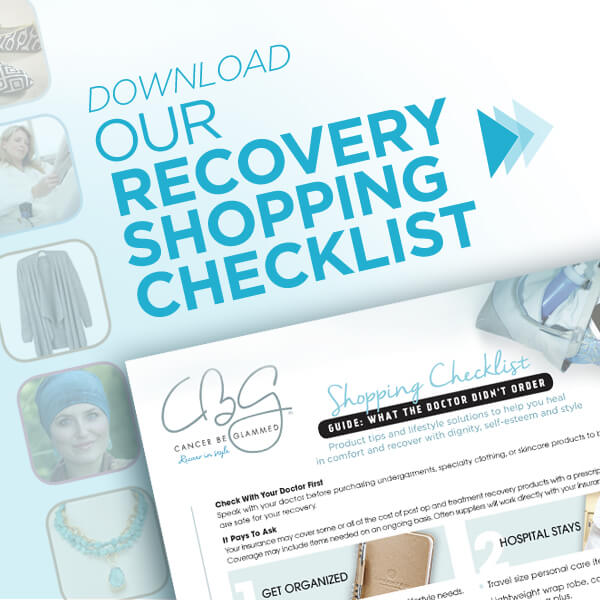 DOWNLOAD
OUR
RECOVERY
SHOPPING
CHECKLIST
CBG
CANCER BE GLAMMED
Recover in style
Shopping Checklist
GUIDE: WHAT THE DOCTOR DIDN'T ORDER
Product tips and lifestyle solutions to help you heal
in comfort and recover with dignity, self-esteem and style
Check With Your Doctor First
Speak with your doctor before purchasing undergarments, specialty clothing, or skincare products to
are safe for your recovery.
It Pays To Ask
Your insurance may cover some or all of the cost of post op and treatment recovery products with a
Coverage may include items needed on an ongoing basis. Often suppliers will work directly with your
1 GET ORGANIZED
2 HOSPITAL STAYS
needs.
Travel size personal care
Lightweight wrap robe,
plus.